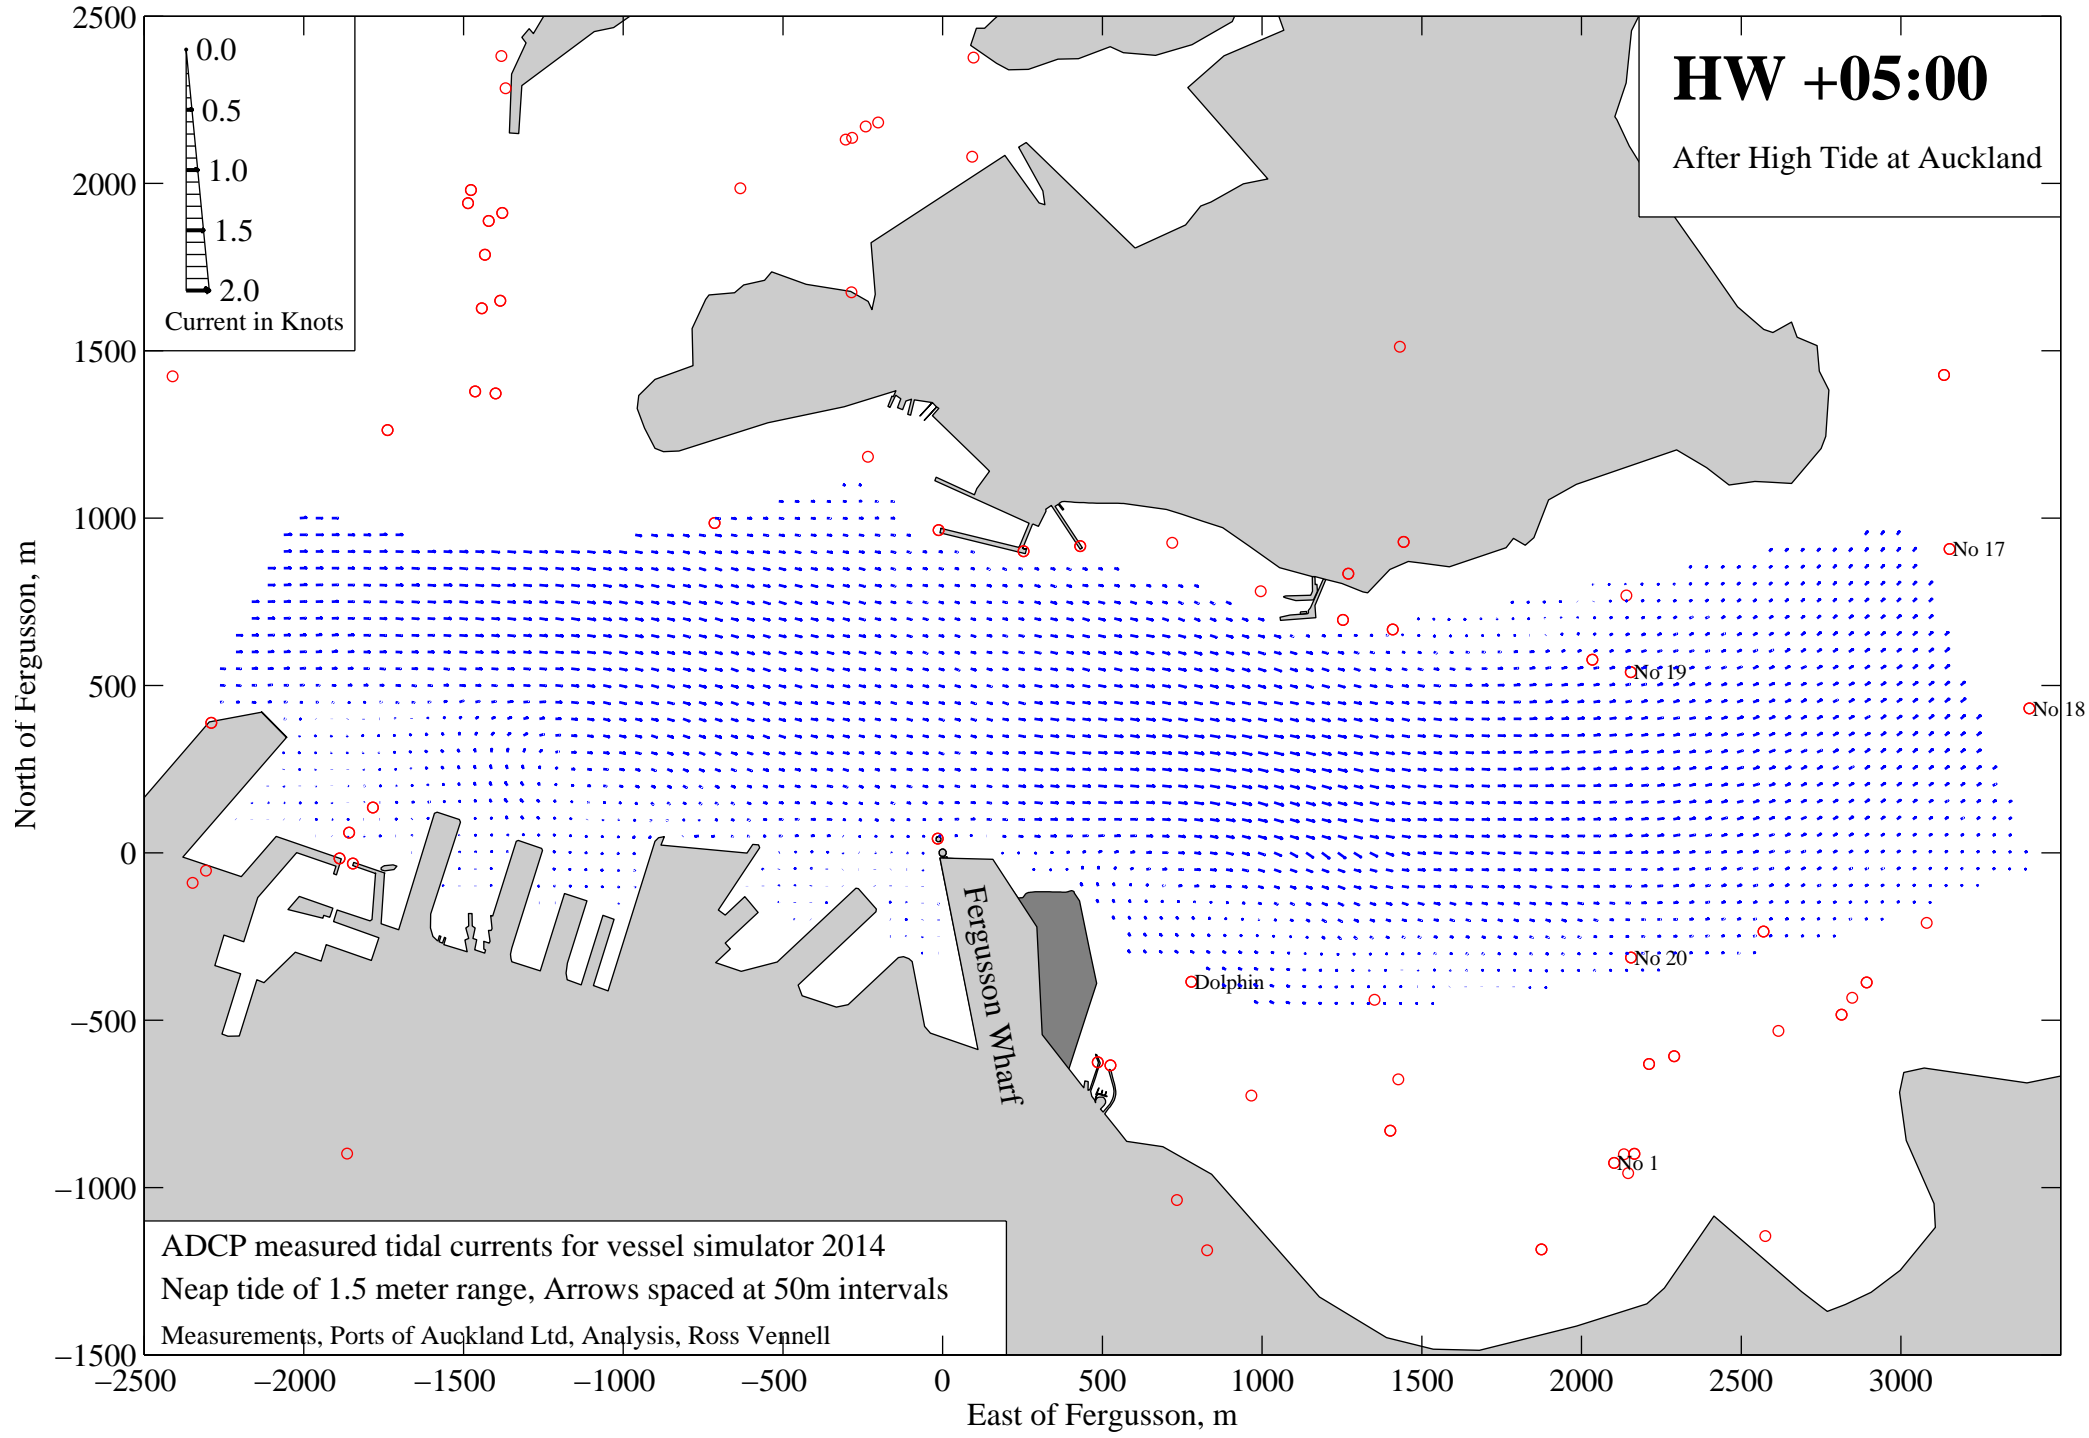 2500
2000
1500
1000
500
0
−500
−1000
−1500
−2500
−2000
−1500
−1000
−500
0
500
1000
1500
2000
2500
3000
North of Fergusson, m
East of Fergusson, m
0.0
0.5
1.0
1.5
2.0
Current in Knots
HW +05:00
After High Tide at Auckland
No 17
No 19
No 18
No 20
Dolphin
No 1
Fergusson Wharf
ADCP measured tidal currents for vessel simulator 2014
Neap tide of 1.5 meter range, Arrows spaced at 50m intervals
Measurements, Ports of Auckland Ltd, Analysis, Ross Vennell